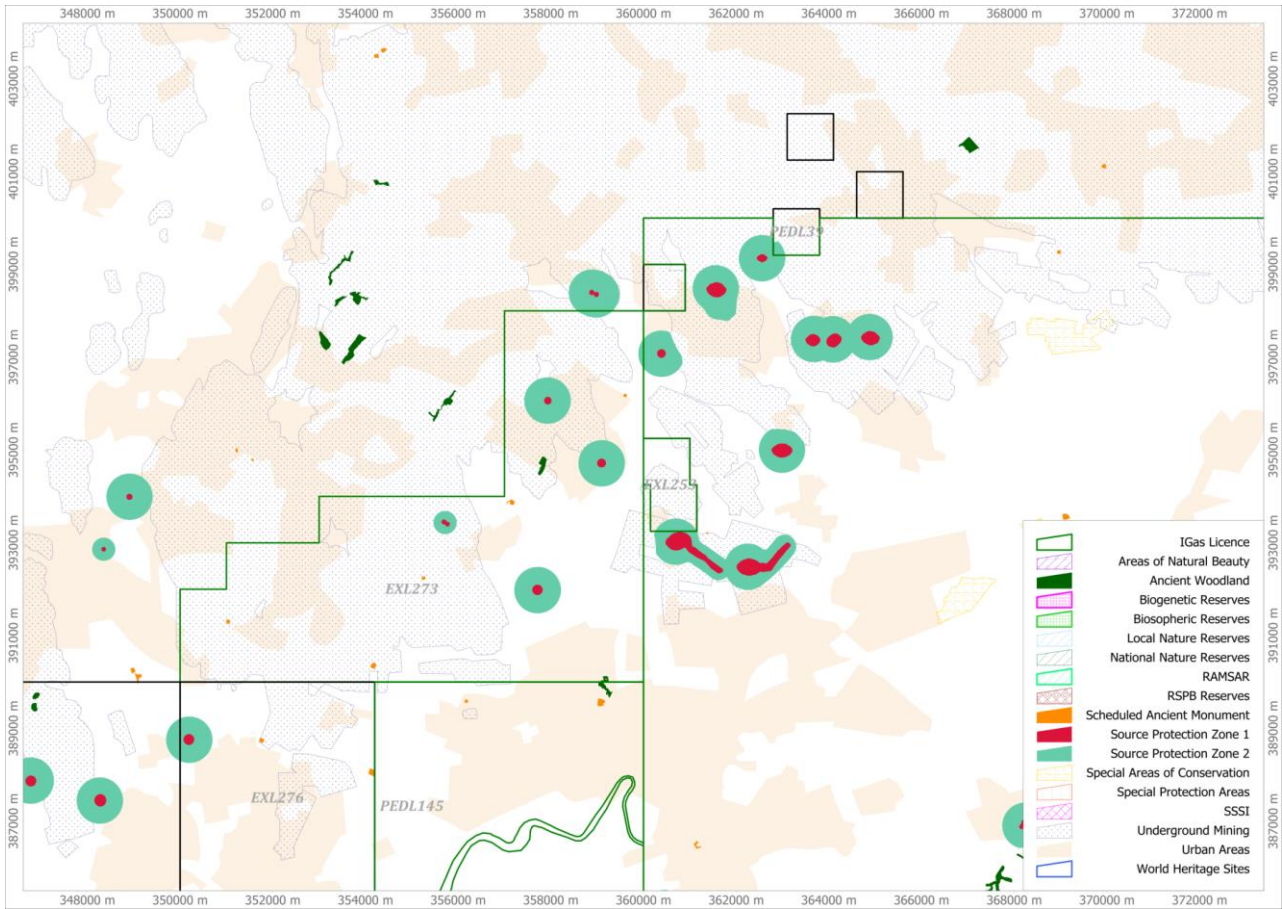 348000 m 350000 m 352000 m 354000 m 356000 m 358000 m 360000 m 362000 m 364000 m 366000 m 368000 m 370000 m 372000 m
403000 m
401000 m
399000 m
397000 m
395000 m
393000 m
391000 m
389000 m
387000 m
PEDL39
EXL253
EXL273
EXL276
PEDL145
403000 m
401000 m
399000 m
397000 m
395000 m
393000 m
391000 m
389000 m
387000 m
IGas Licence
Areas of Natural Beauty
Ancient Woodland
Biogenetic Reserves
Biospheric Reserves
Local Nature Reserves
National Nature Reserves
RAMSAR
RSPB Reserves
Scheduled Ancient Monument
Source Protection Zone 1
Source Protection Zone 2
Special Areas of Conservation
Special Protection Areas
SSSI
Underground Mining
Urban Areas
World Heritage Sites
348000 m 350000 m 352000 m 354000 m 356000 m 358000 m 360000 m 362000 m 364000 m 366000 m 368000 m 370000 m 372000 m